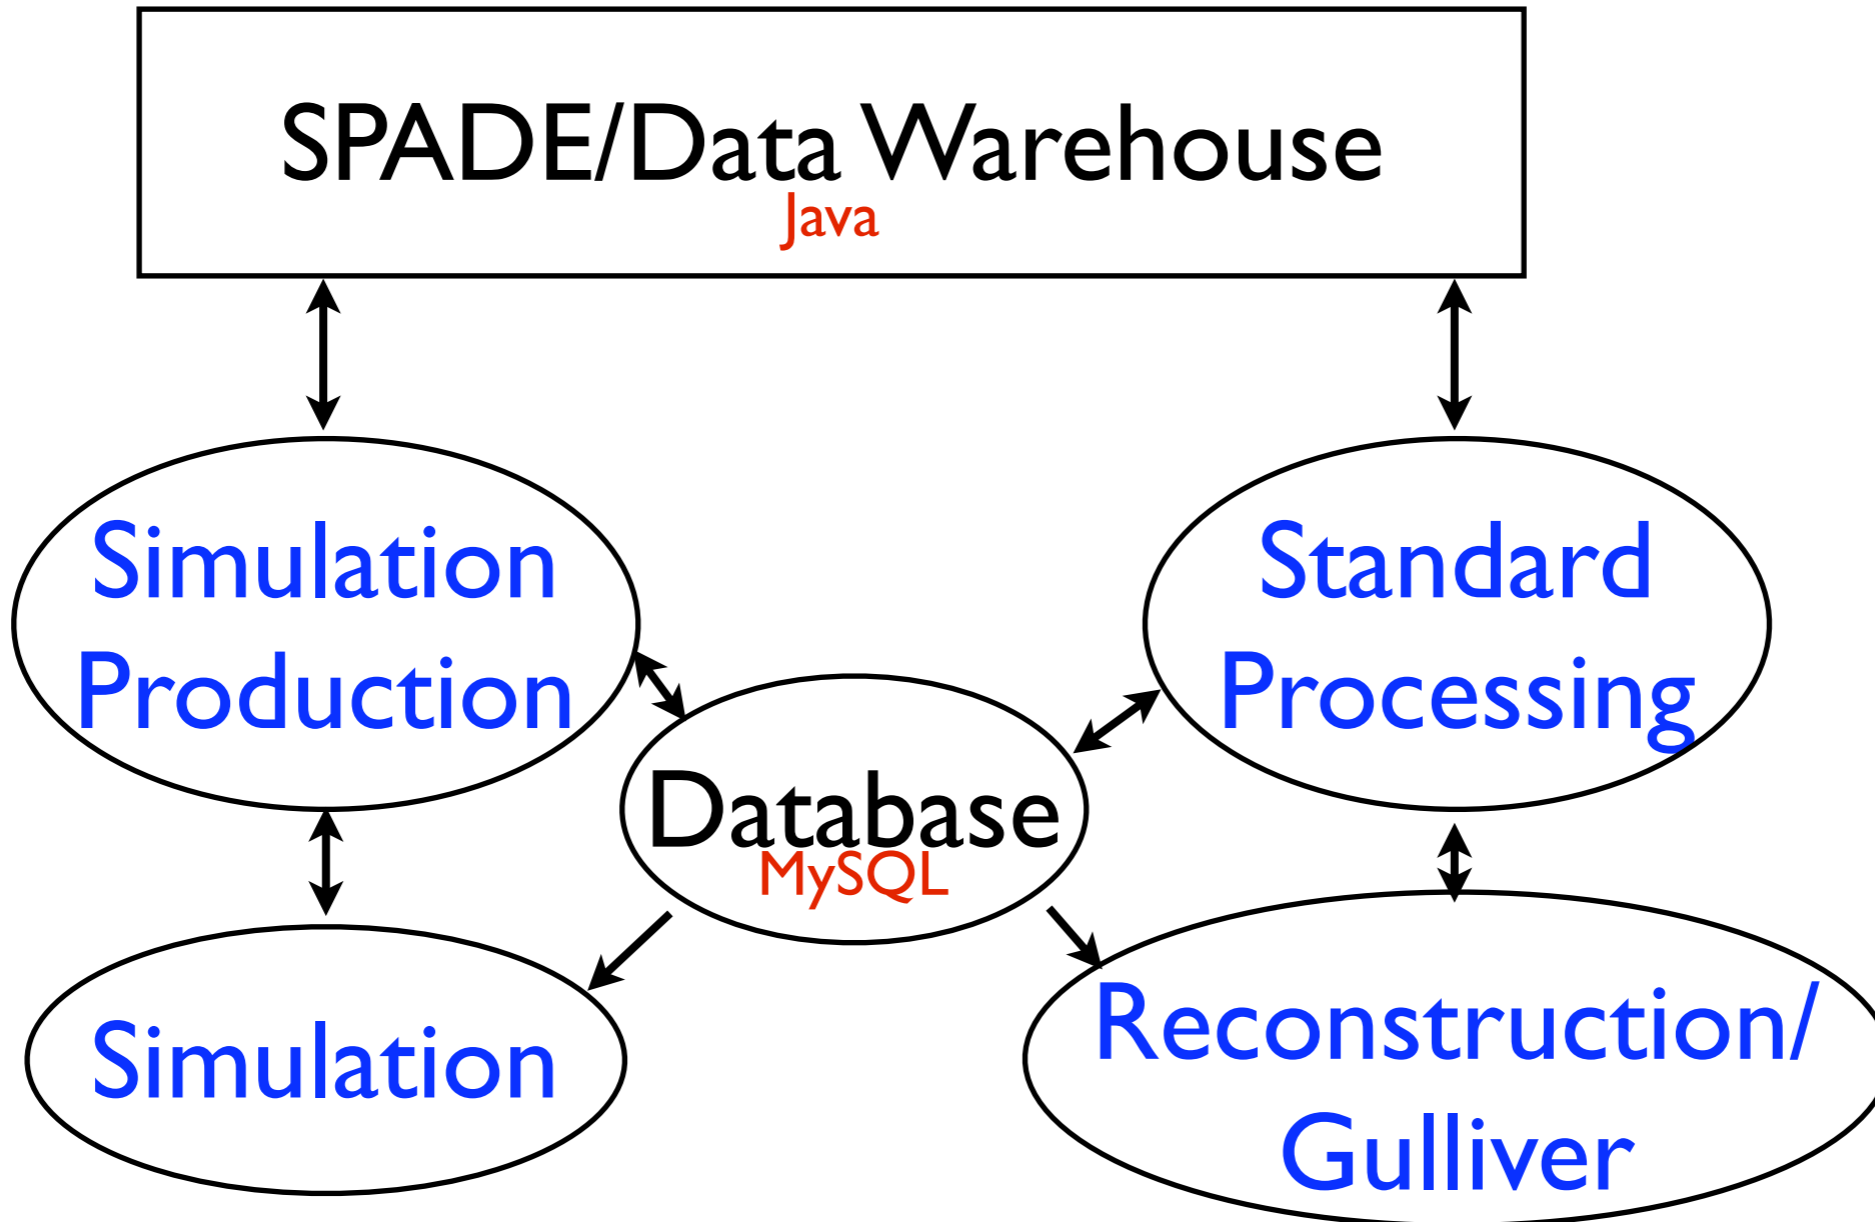 SPADE/Data Warehouse
Java
Simulation
Production
Standard
Processing
Database
MySQL
Simulation
Reconstruction/
Gulliver